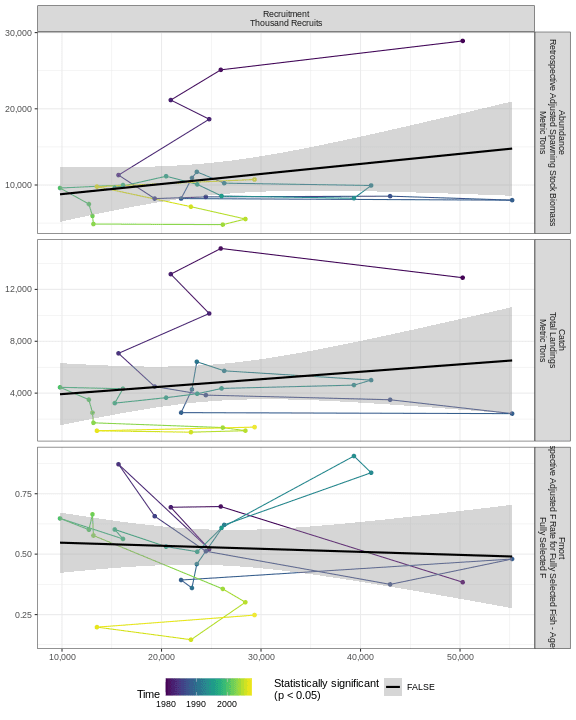 Recruitment
Thousand Recruits
30,000
20,000
10,000
Abundance
Retrospective Adjusted Spawning Stock Biomass
Metric Tons
12,000
8,000
4,000
Catch
Total Landings
Metric Tons
0.75
0.50
0.25
Fmort
spective Adjusted F Rate for Fully Selected Fish - Age
Fully Selected F
10,000
20,000
30,000
40,000
50,000
Time
1980
1990
2000
Statistically significant
(p < 0.05)
FALSE